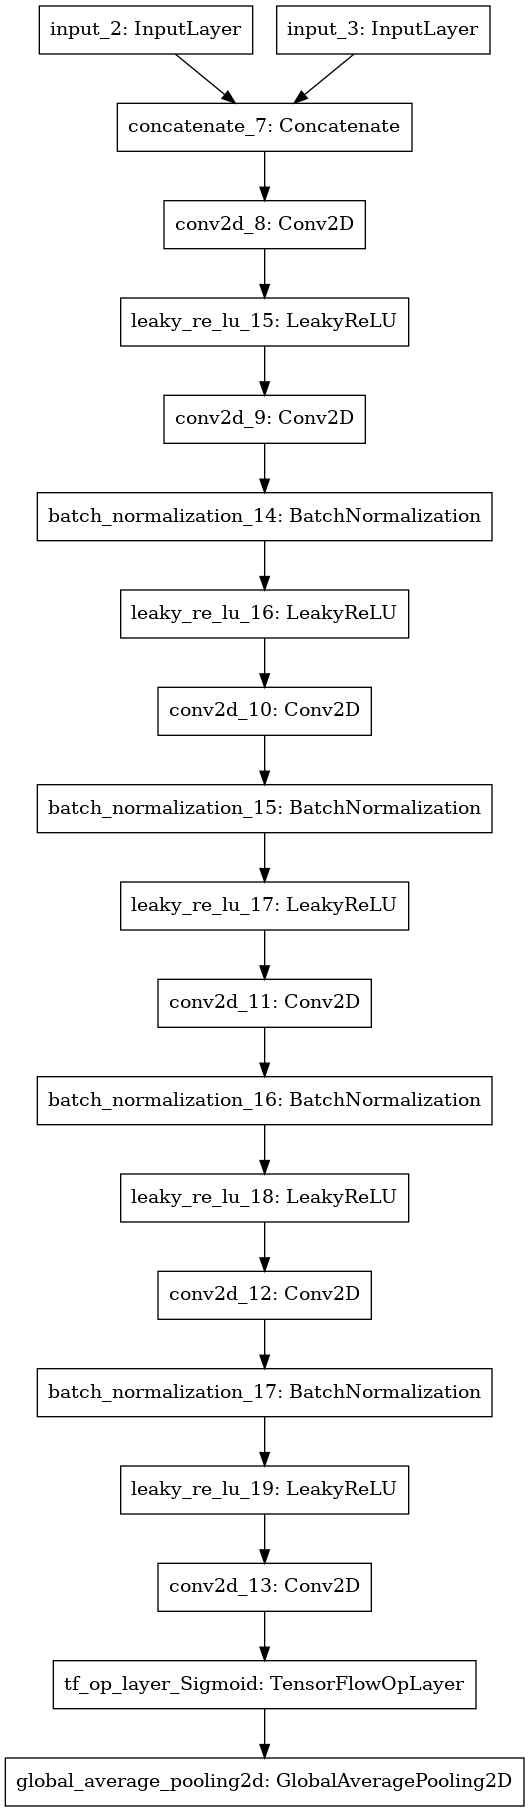 input_2: InputLayer
input_3: InputLayer
concatenate_7: Concatenate
conv2d_8: Conv2D
leaky_re_lu_15: LeakyReLU
conv2d_9: Conv2D
batch_normalization_14: BatchNormalization
leaky_re_lu_16: LeakyReLU
conv2d_10: Conv2D
batch_normalization_15: BatchNormalization
leaky_re_lu_17: LeakyReLU
conv2d_11: Conv2D
batch_normalization_16: BatchNormalization
leaky_re_lu_18: LeakyReLU
conv2d_12: Conv2D
batch_normalization_17: BatchNormalization
leaky_re_lu_19: LeakyReLU
conv2d_13: Conv2D
tf_op_layer_Sigmoid: TensorFlowOpLayer
global_average_pooling2d: GlobalAveragePooling2D